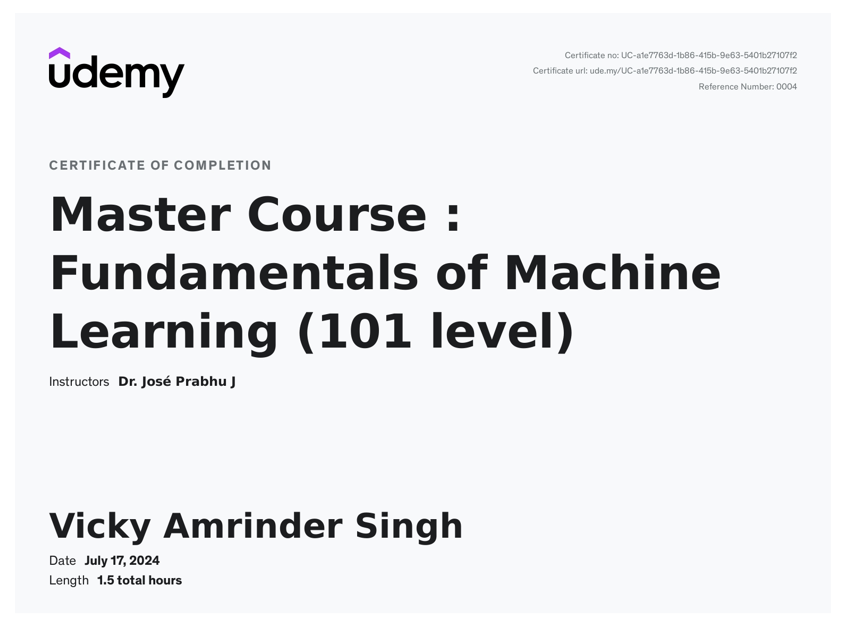 udemy
Certificate no: UC-a1e7763d-1b86-415b-9e63-5401b27107f2
Certificate url: ude.my/UC-a1e7763d-1b86-415b-9e63-5401b27107f2
Reference Number: 0004
CERTIFICATE OF COMPLETION
Master Course :
Fundamentals of Machine
Learning (101 level)
Instructors Dr. José Prabhu J
Vicky Amrinder Singh
Date July 17, 2024
Length 1.5 total hours